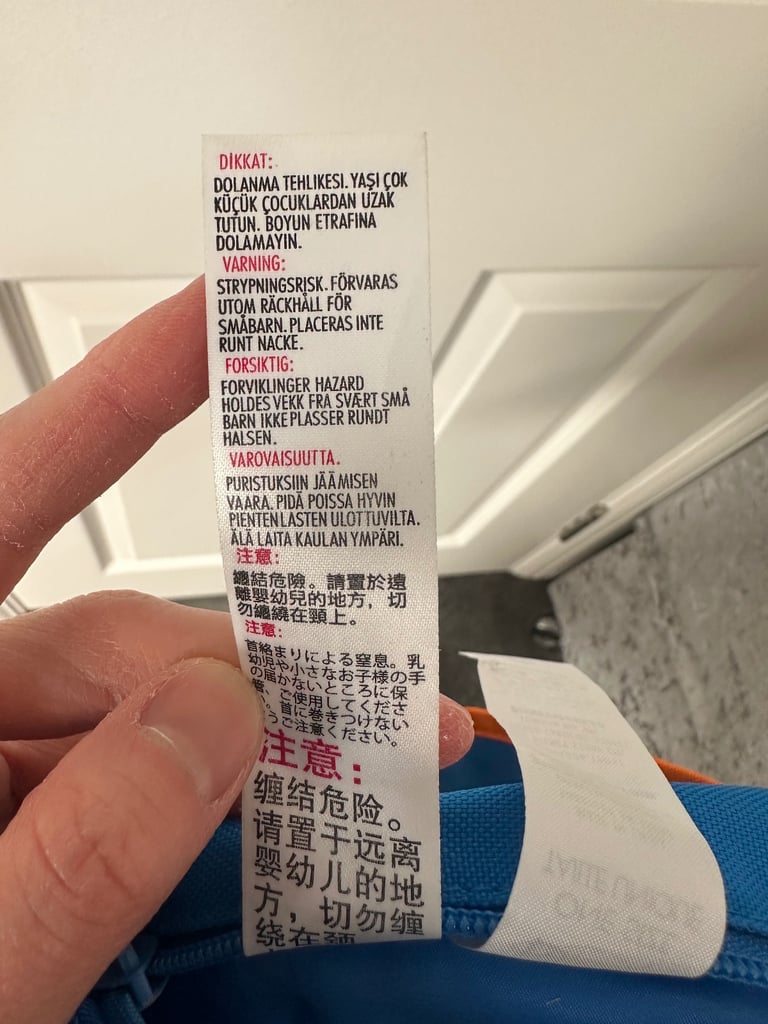 DİKKAT:
DOLANMA TEHLIKESI. YAŞI ÇOK
KÜÇÜK ÇOCUKLARDAN UZAK
TUTUN. BOYUN ETRAFINA
DOLAMAYIN.
VARNING:
STRYPNINGSRISK. FÖRVARAS
UTOM RÄCKHÅLL FÖR
SMÅBARN. PLACERAS INTE
RUNT NACKE.
FORSIKTIG:
FORVIKLINGER HAZARD
HOLDES VEKK FRA SVÆRT SMÅ
BARN IKKE PLASSER RUNDT
HALSEN.
VAROVAISUUTTA.
PURISTUKSIIN JÄÄMISEN
VAARA. PIDÄ POISSA HYVIN
PIENTEN LASTEN ULOTTUVILTA.
ÄLÄ LAITA KAULAN YMPÄRI.
注意:
纏結危險。請置於遠
離嬰幼兒的地方，切
勿纏繞在頸上。
注意:
首絡まりによる窒息。乳
幼児や小さなお子様の手
の届かないところに保
管、ご使用してくださ
。首に巻きつけない
うご注意ください。
注意:
缠结危险。
请置于远离
婴幼儿的地
方，切勿缠
绕在颈